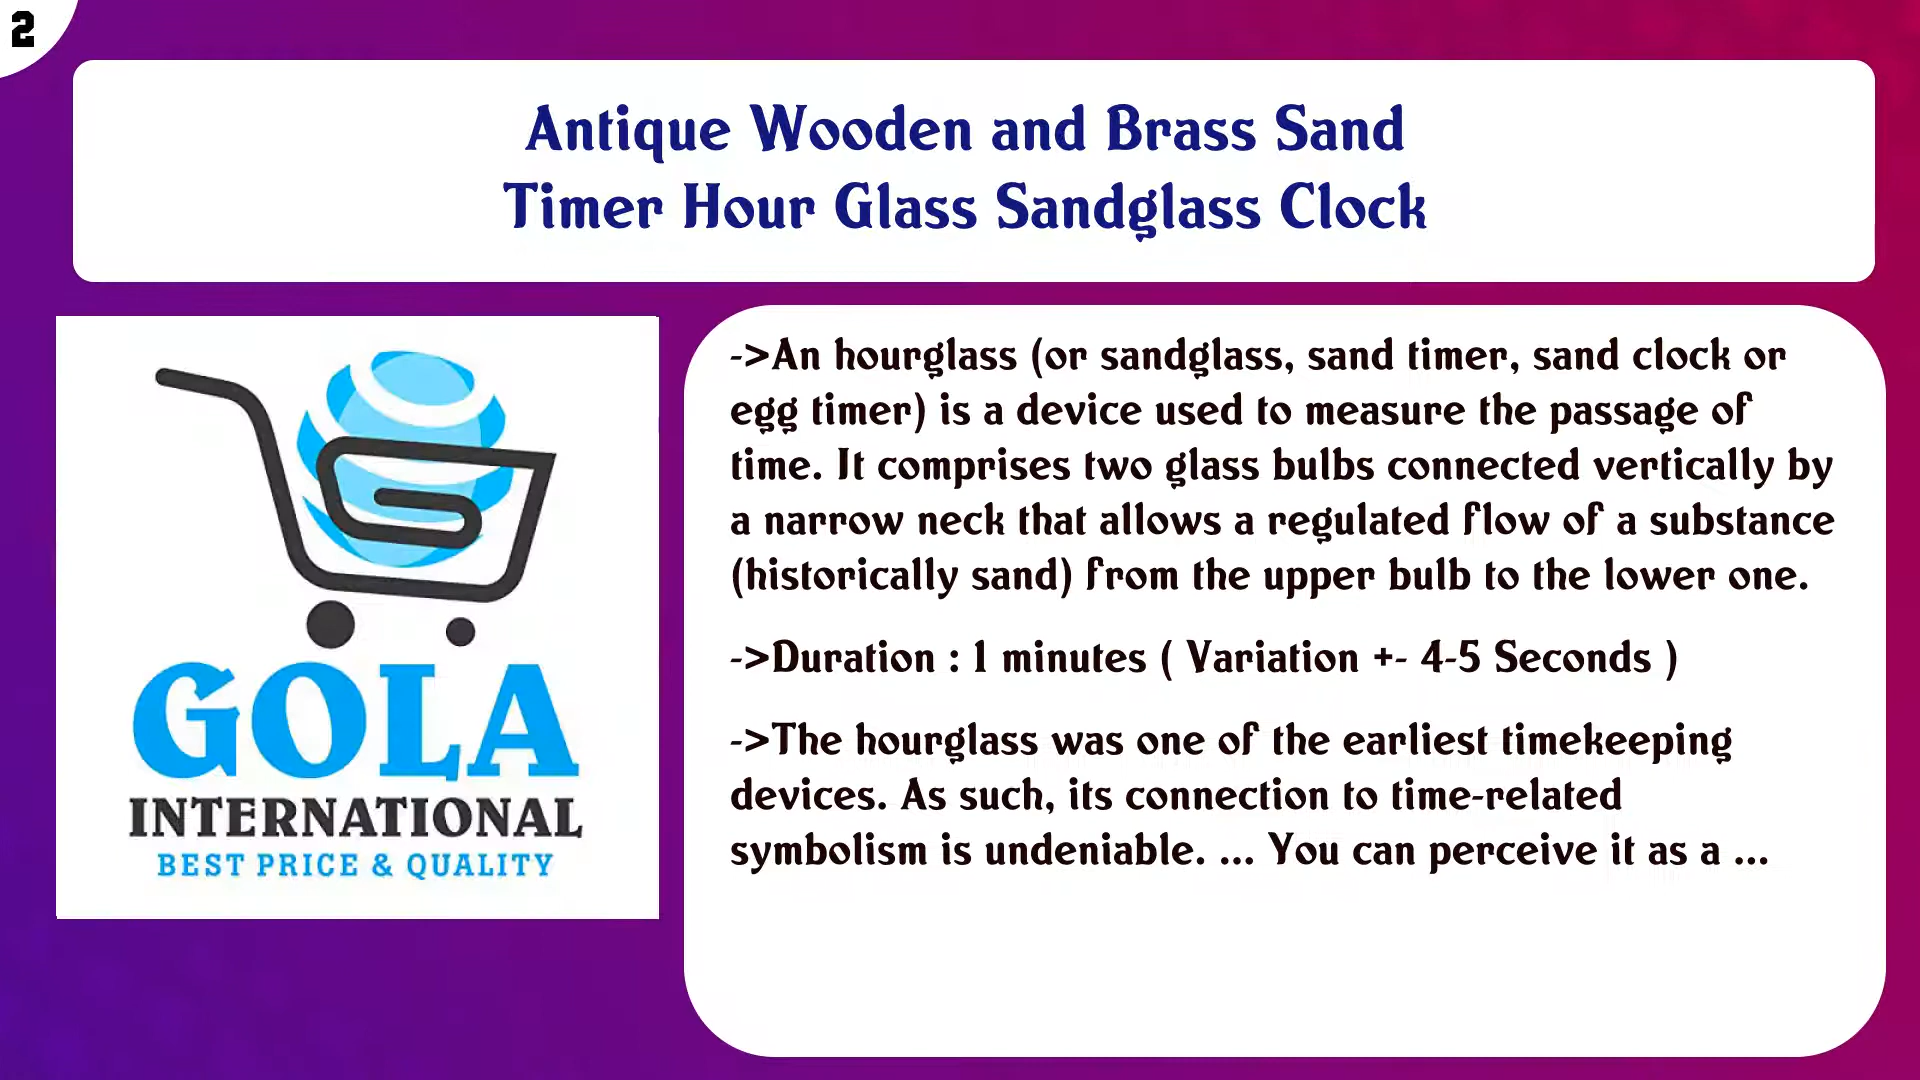 2
Antique Wooden and Brass Sand
Timer Hour Glass Sandglass Clock
GOLA
INTERNATIONAL
BEST PRICE & QUALITY
->An hourglass (or sandglass, sand timer, sand clock or
egg timer) is a device used to measure the passage of
time. It comprises two glass bulbs connected vertically by
a narrow neck that allows a regulated flow of a substance
(historically sand) from the upper bulb to the lower one.
->Duration : 1 minutes ( Variation +- 4-5 Seconds )
->The hourglass was one of the earliest timekeeping
devices. As such, its connection to time-related
symbolism is undeniable. ... You can perceive it as a ...